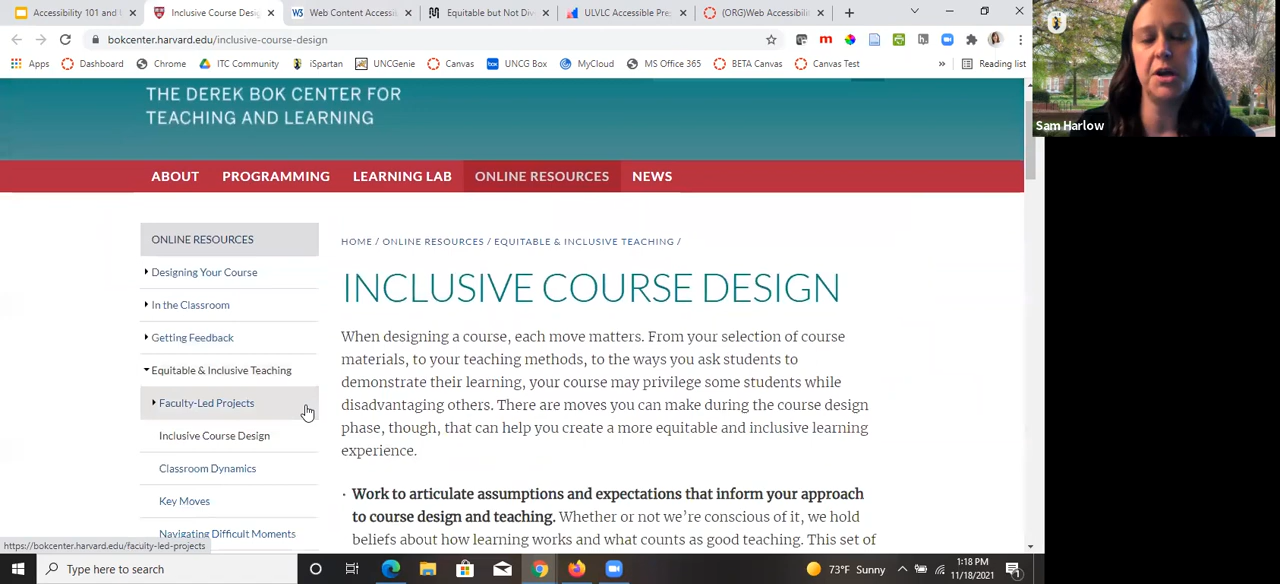 Accessibility 101 and
Inclusive Course Desi
Web Content Accessi
Equitable but Not Div
ULVLC Accessible Pre
(ORG)Web Accessibili
bokcenter.harvard.edu/inclusive-course-design
Apps Dashboard Chrome ITC Community iSpartan UNCGenie Canvas UNCG Box MyCloud MS Office 365 BETA Canvas Canvas Test » Reading list
Sam Harlow
THE DEREK BOK CENTER FOR
TEACHING AND LEARNING
ABOUT PROGRAMMING LEARNING LAB ONLINE RESOURCES NEWS
ONLINE RESOURCES
Designing Your Course
In the Classroom
Getting Feedback
Equitable & Inclusive Teaching
Faculty-Led Projects
Inclusive Course Design
Classroom Dynamics
Key Moves
Navigating Difficult Moments
HOME / ONLINE RESOURCES / EQUITABLE & INCLUSIVE TEACHING /
INCLUSIVE COURSE DESIGN
When designing a course, each move matters. From your selection of course
materials, to your teaching methods, to the ways you ask students to
demonstrate their learning, your course may privilege some students while
disadvantaging others. There are moves you can make during the course design
phase, though, that can help you create a more equitable and inclusive learning
experience.
· Work to articulate assumptions and expectations that inform your approach
to course design and teaching. Whether or not we're conscious of it, we hold
beliefs about how learning works and what counts as good teaching. This set of
https://bokcenter.harvard.edu/faculty-led-projects
Type here to search
73°F Sunny
1:18 PM
11/18/2021